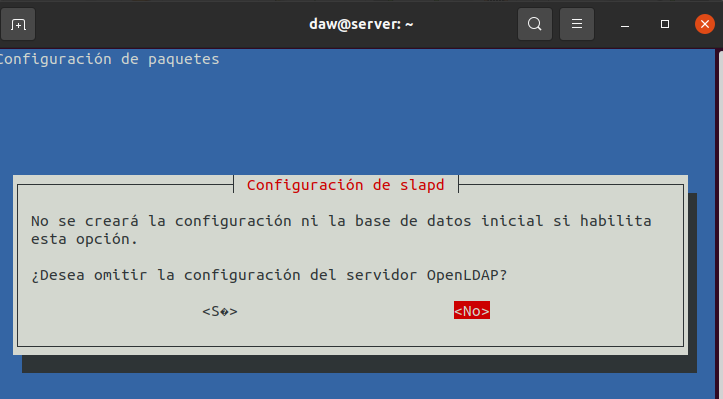 daw@server: ~
Configuración de paquetes
Configuración de slapd
No se creará la configuración ni la base de datos inicial si habilita
esta opción.
¿Desea omitir la configuración del servidor OpenLDAP?
<S�> <No>